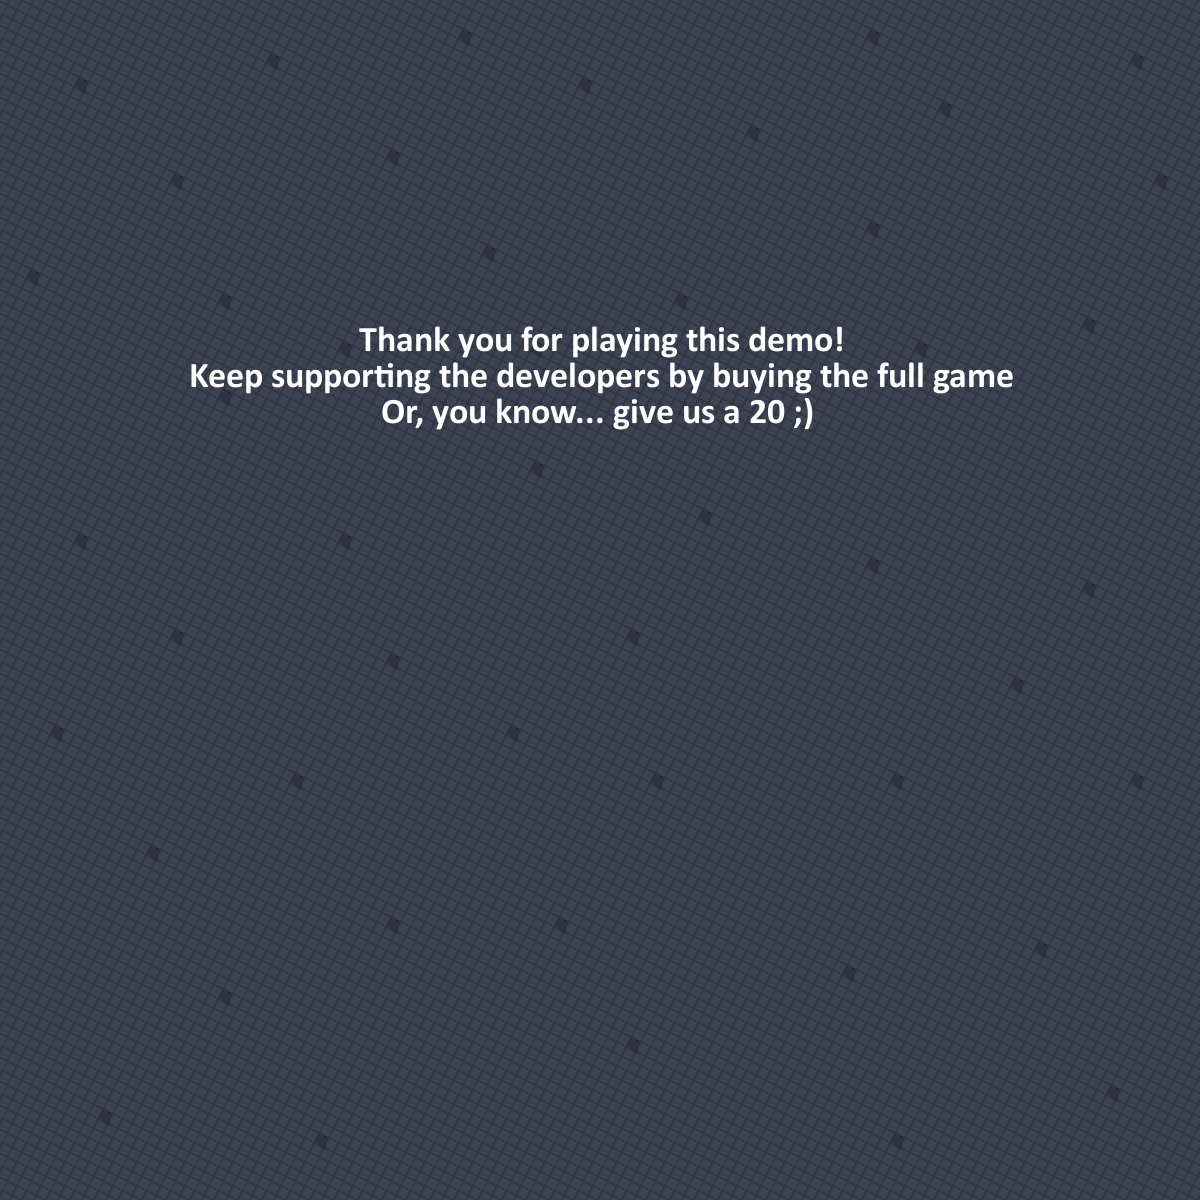 Thank you for playing this demo!
Keep supporting the developers by buying the full game
Or, you know... give us a 20 ;)